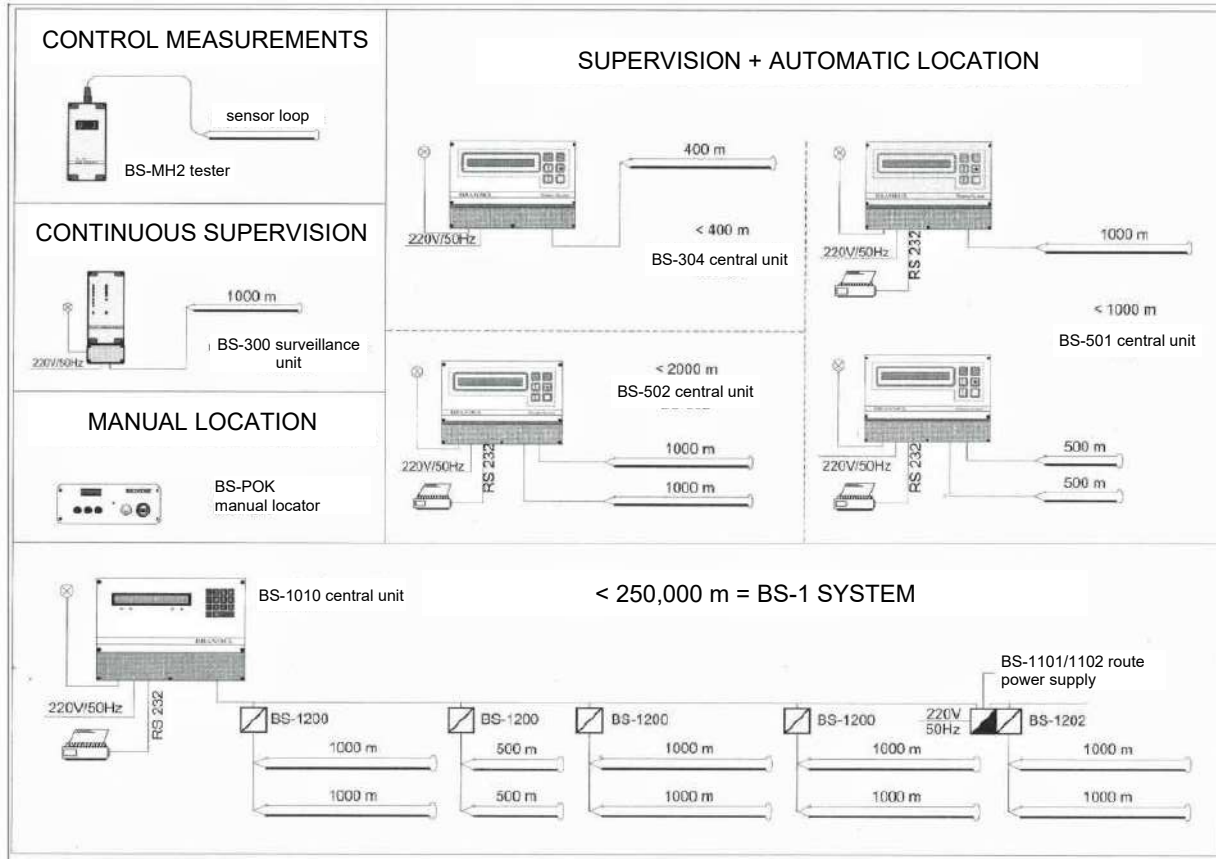 CONTROL MEASUREMENTS
sensor loop
BS-MH2 tester
CONTINUOUS SUPERVISION
1000 m
220V/50Hz
BS-300 surveillance
unit
MANUAL LOCATION
BS-POK
manual locator
SUPERVISION + AUTOMATIC LOCATION
400 m
220V/50Hz
< 400 m
BS-304 central unit
220V/50Hz
RS 232
1000 m
< 1000 m
BS-501 central unit
< 2000 m
BS-502 central unit
220V/50Hz
RS 232
1000 m
1000 m
220V/50Hz
RS 232
500 m
500 m
BS-1010 central unit
< 250,000 m = BS-1 SYSTEM
220V/50Hz
RS 232
BS-1101/1102 route
power supply
BS-1200
BS-1200
BS-1200
BS-1200
220V
50Hz
BS-1202
1000 m
500 m
1000 m
1000 m
1000 m
1000 m
500 m
1000 m
1000 m
1000 m